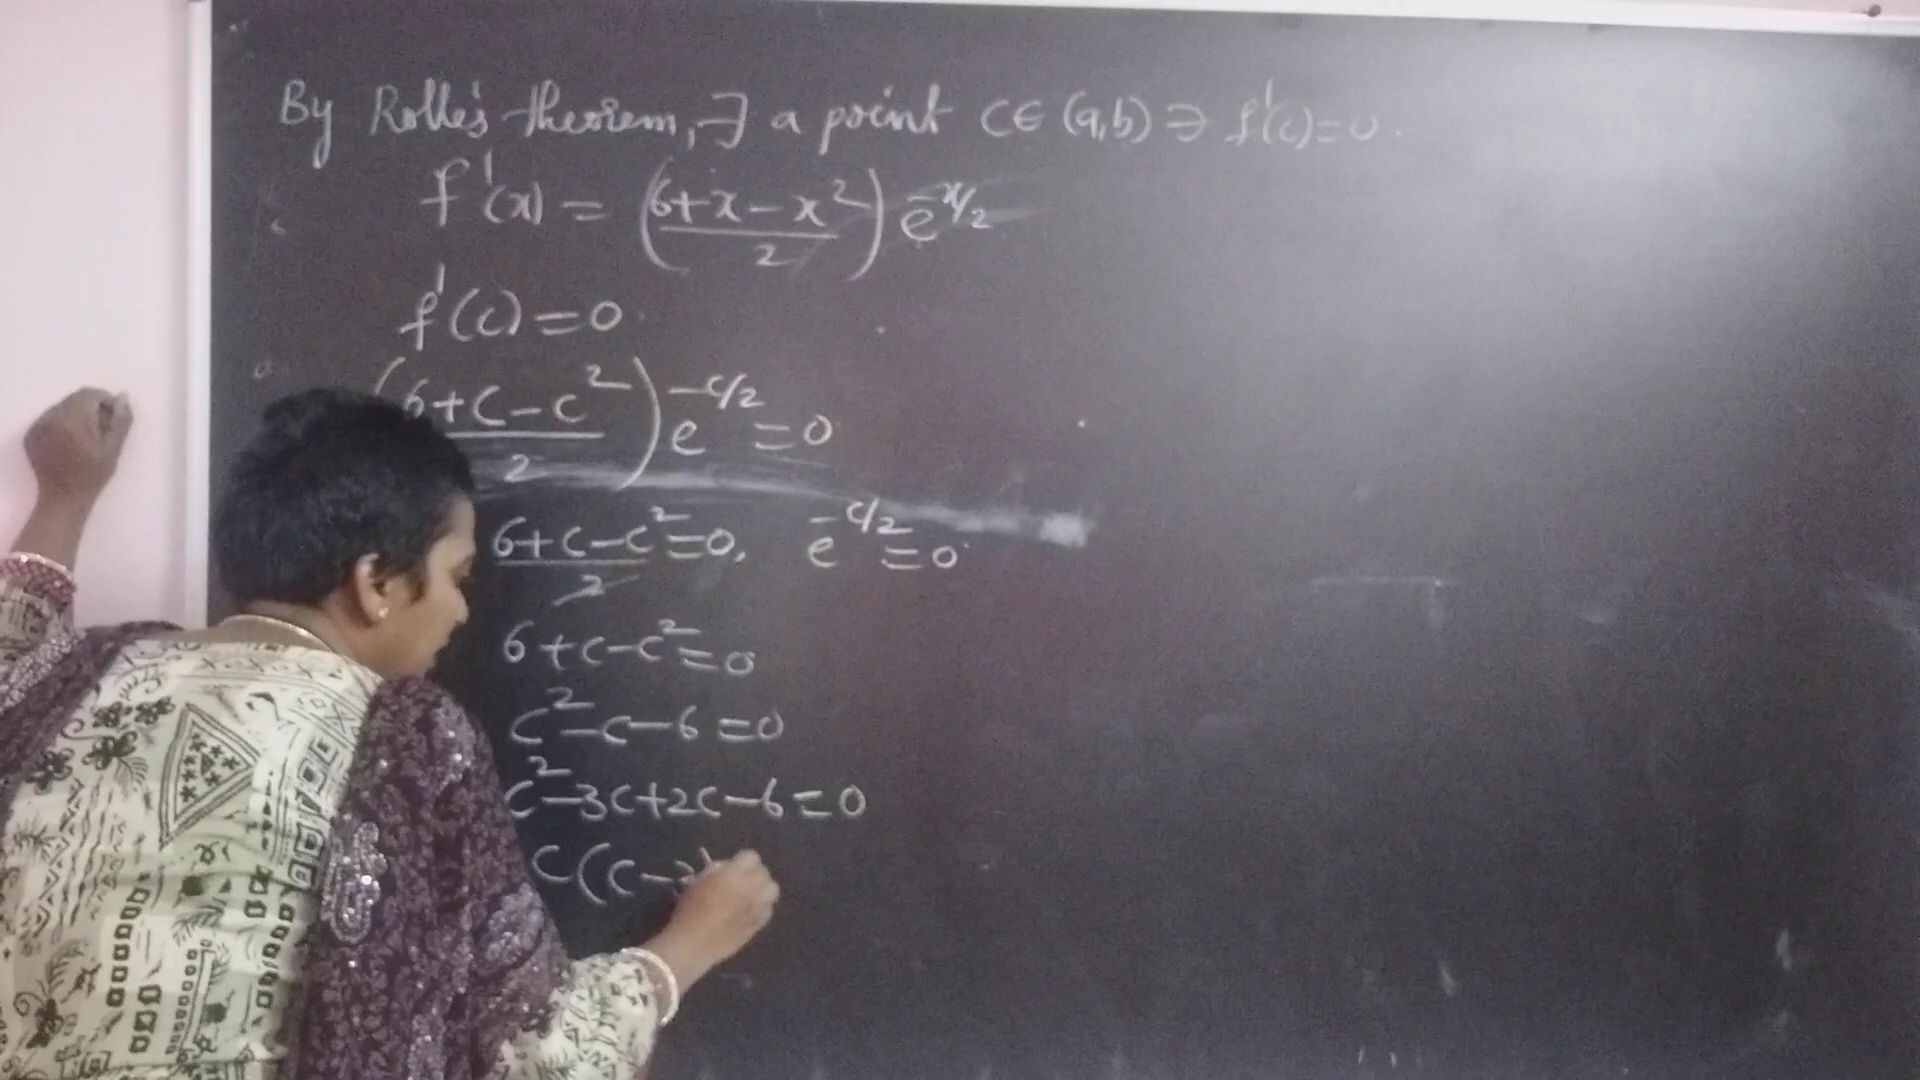 By Rolle's theorem, ∃ a point C∈(a,b) ∋ f'(c)=0.
f'(x) = ((6+x-x²)/2) e^(-x/2)
f'(c)=0
((6+c-c²)/2) e^(-c/2) =0
(6+c-c²)/2 =0, e^(-c/2) =0
6+c-c²=0
c²-c-6=0
c²-3c+2c-6=0
c(c-3)